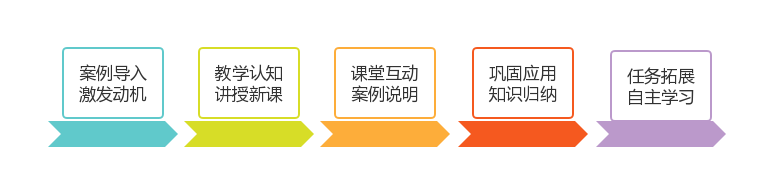 案例导入
激发动机
教学认知
讲授新课
课堂互动
案例说明
巩固应用
知识归纳
任务拓展
自主学习